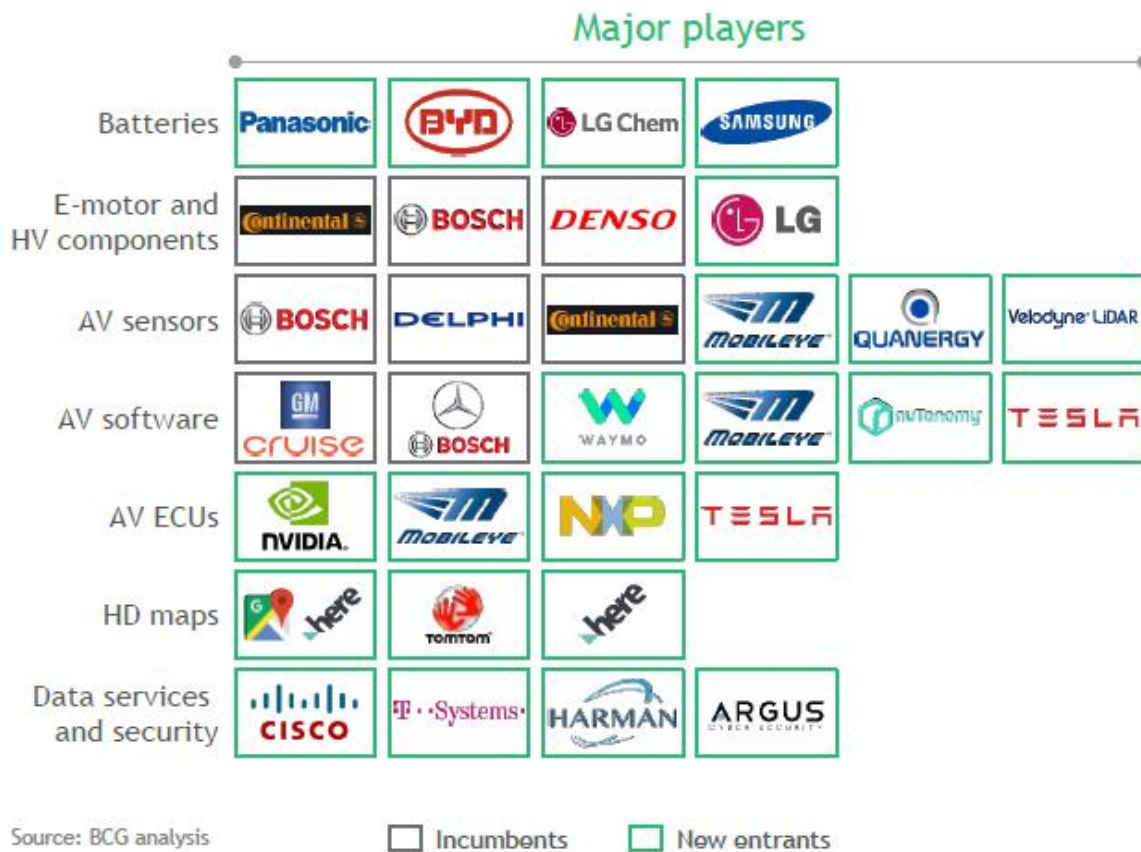 Major players
Batteries
Panasonic
BYD
LG Chem
SAMSUNG
E-motor and
HV components
Continental
BOSCH
DENSO
LG
AV sensors
BOSCH
DELPHI
Continental
MOBILEYE
QUANERGY
Velodyne LiDAR
AV software
GM
cruise
BOSCH
WAYMO
MOBILEYE
nuTonomy
TESLA
AV ECUs
NVIDIA.
MOBILEYE
NXP
TESLA
HD maps
G
here
TOMTOM
here
Data services
and security
CISCO
T··Systems·
HARMAN
ARGUS
CYBER SECURITY
Source: BCG analysis
Incumbents
New entrants